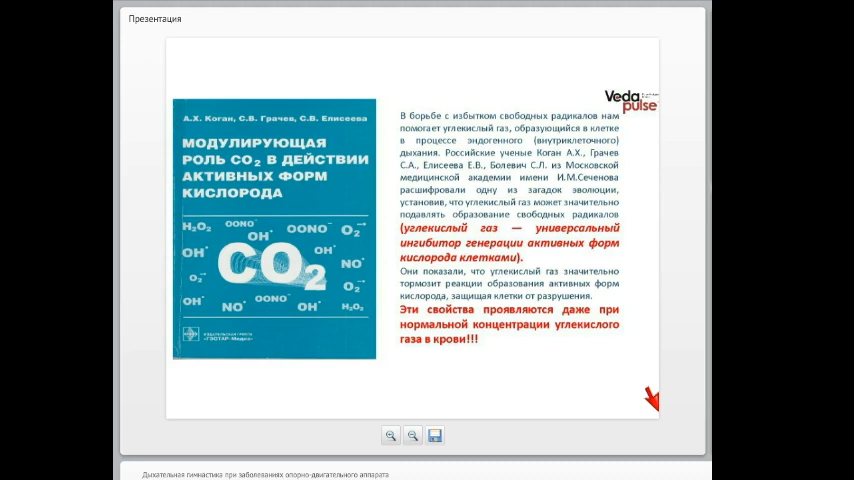 Презентация
Veda
pulse
А.Х. Коган, С.В. Грачев, С.В. Елисеева
МОДУЛИРУЮЩАЯ
РОЛЬ CO2 В ДЕЙСТВИИ
АКТИВНЫХ ФОРМ
КИСЛОРОДА
H2O2 OONO⁻ OH• OONO⁻ O2•⁻
OH• CO2 OH• NO•
O2•⁻ O2•⁻
OH• NO• OONO⁻ OH• H2O2
ИЗДАТЕЛЬСКАЯ ГРУППА
«ГЭОТАР-Медиа»
В борьбе с избытком свободных радикалов нам
помогает углекислый газ, образующийся в клетке
в процессе эндогенного (внутриклеточного)
дыхания. Российские ученые Коган А.Х., Грачев
С.А., Елисеева Е.В., Болевич С.Л. из Московской
медицинской академии имени И.М.Сеченова
расшифровали одну из загадок эволюции,
установив, что углекислый газ может значительно
подавлять образование свободных радикалов
(углекислый газ — универсальный
ингибитор генерации активных форм
кислорода клетками).
Они показали, что углекислый газ значительно
тормозит реакции образования активных форм
кислорода, защищая клетки от разрушения.
Эти свойства проявляются даже при
нормальной концентрации углекислого
газа в крови!!!
Дыхательная гимнастика при заболеваниях опорно-двигательного аппарата